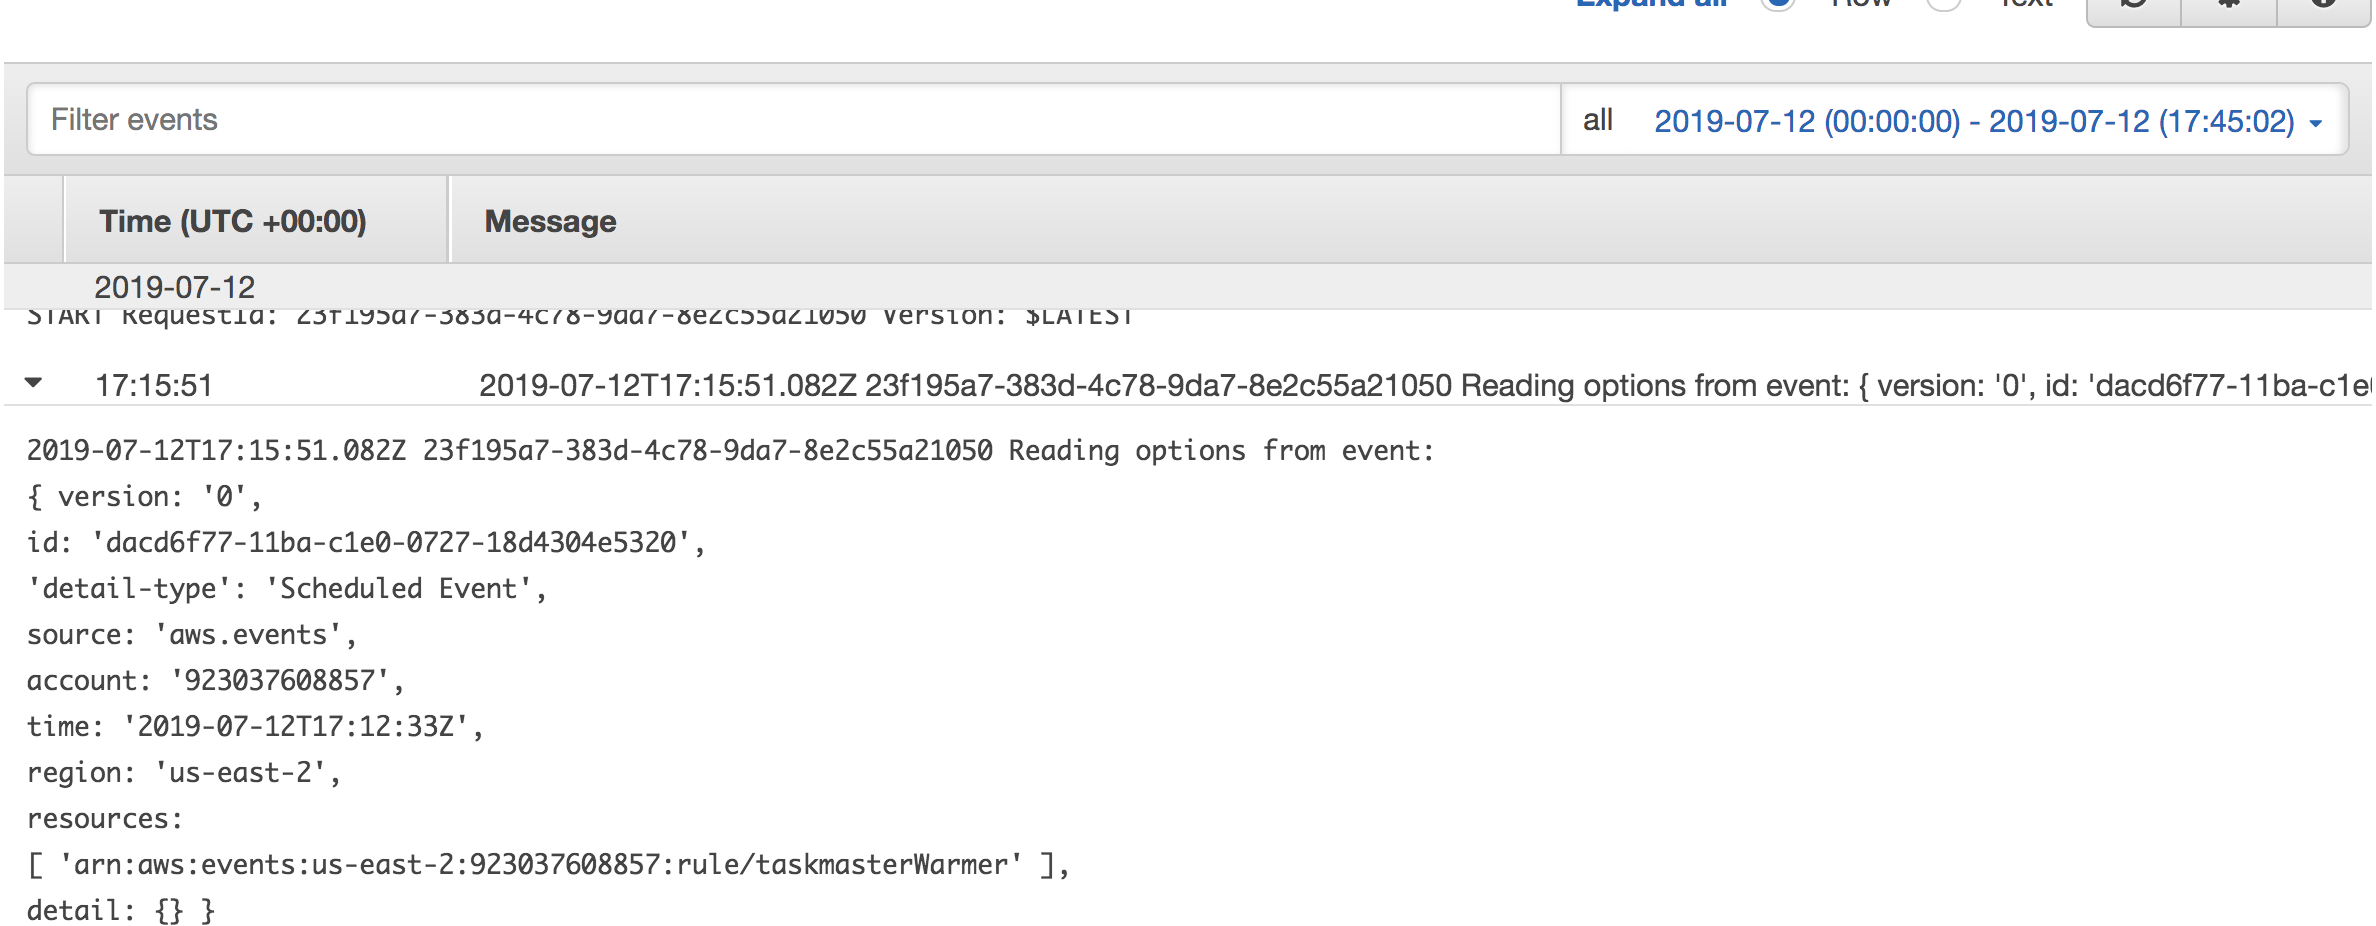 Expand all Row Text
Filter events all 2019-07-12 (00:00:00) - 2019-07-12 (17:45:02)
Time (UTC +00:00) Message
2019-07-12
START RequestId: 23f195a7-383d-4c78-9da7-8e2c55a21050 Version: $LATEST
17:15:51 2019-07-12T17:15:51.082Z 23f195a7-383d-4c78-9da7-8e2c55a21050 Reading options from event: { version: '0', id: 'dacd6f77-11ba-c1e
2019-07-12T17:15:51.082Z 23f195a7-383d-4c78-9da7-8e2c55a21050 Reading options from event:
{ version: '0',
id: 'dacd6f77-11ba-c1e0-0727-18d4304e5320',
'detail-type': 'Scheduled Event',
source: 'aws.events',
account: '923037608857',
time: '2019-07-12T17:12:33Z',
region: 'us-east-2',
resources:
[ 'arn:aws:events:us-east-2:923037608857:rule/taskmasterWarmer' ],
detail: {} }